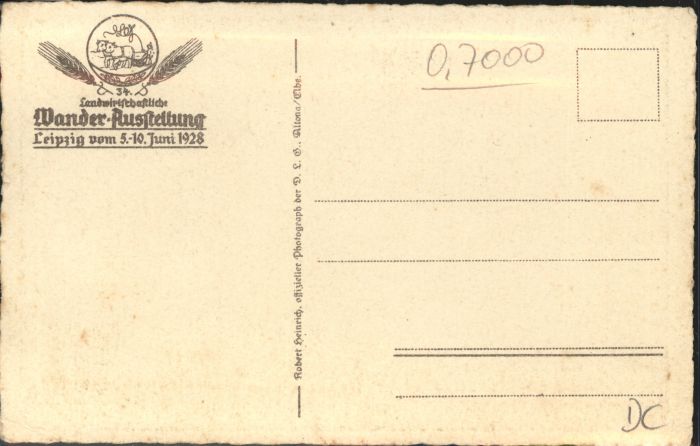 34.
Landwirtschaftliche
Wander-Ausstellung
Leipzig vom 5.-10. Juni 1928
Robert Heinrich, offizieller Photograph der D. L. G., Altona/Elbe.
0,7000
DC